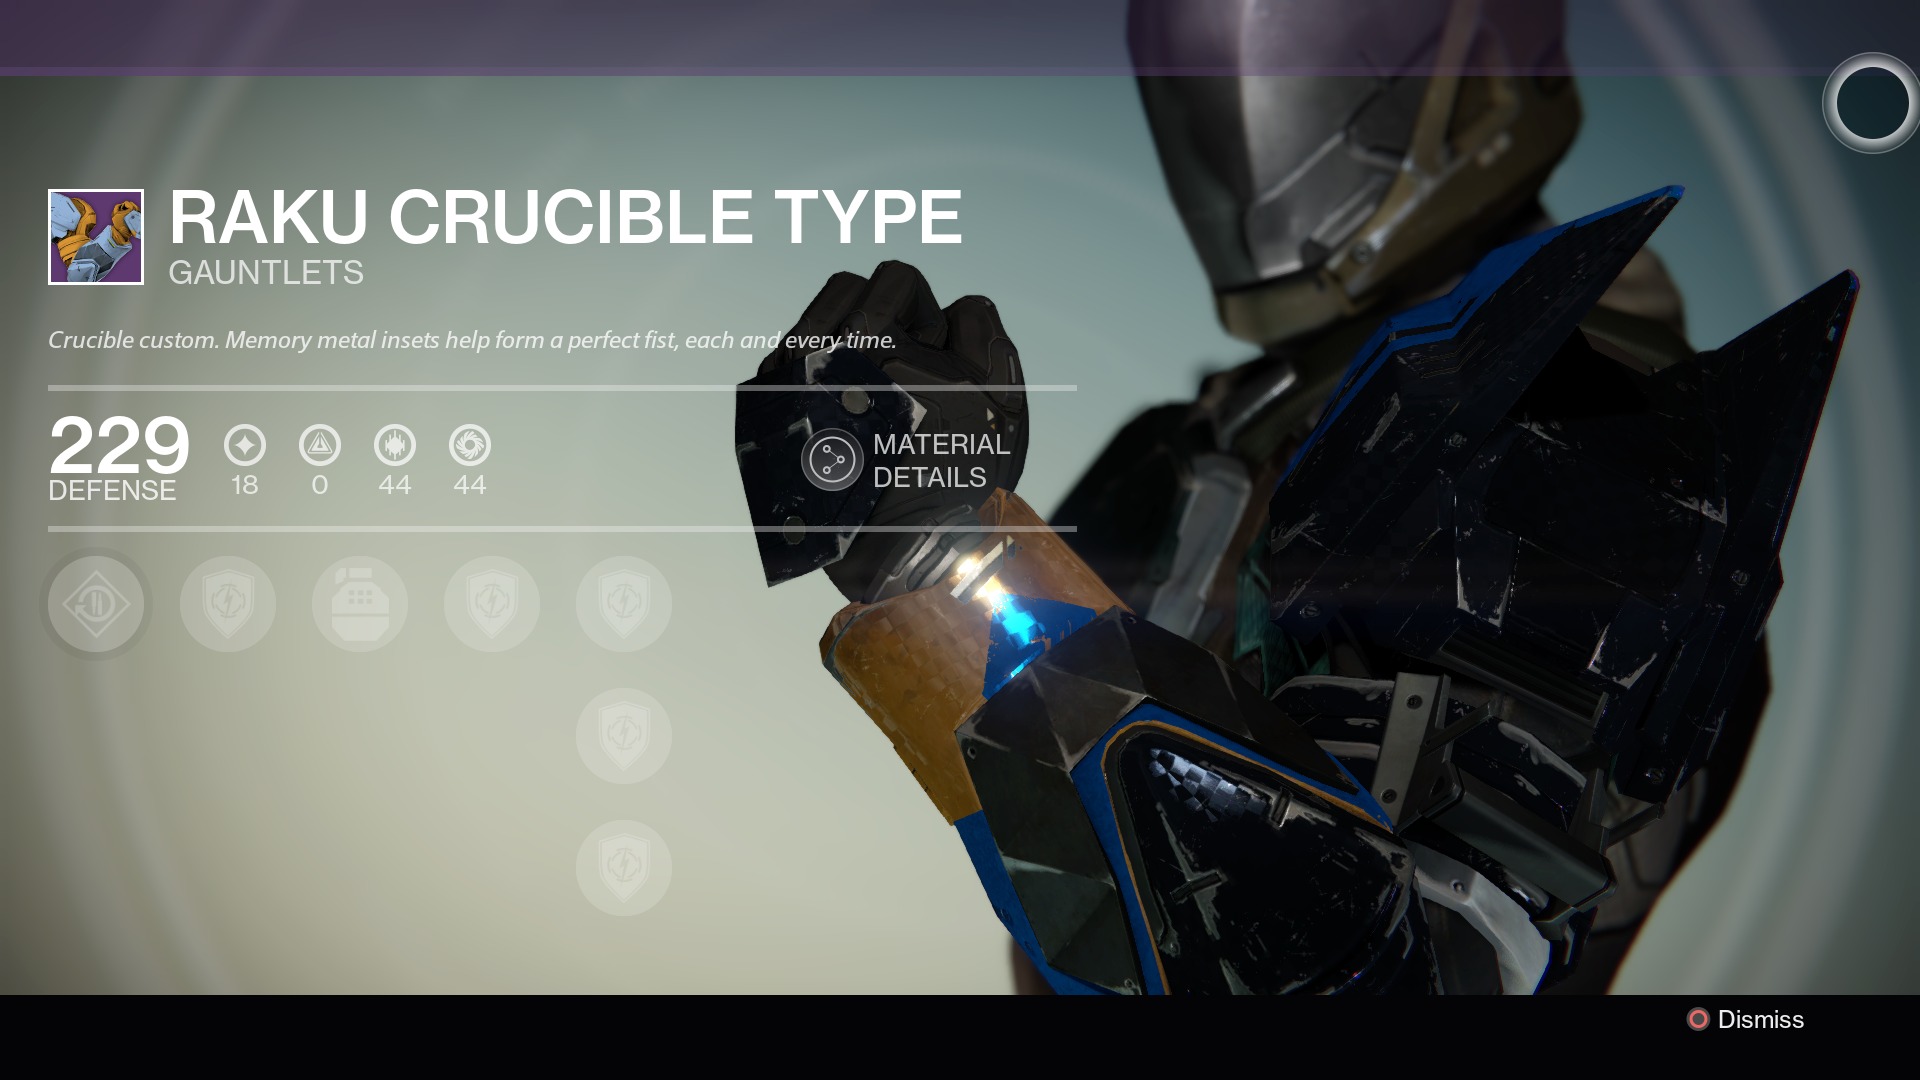 RAKU CRUCIBLE TYPE
GAUNTLETS
Crucible custom. Memory metal insets help form a perfect fist, each and every time.
229
DEFENSE
18
0
44
44
MATERIAL
DETAILS
Dismiss